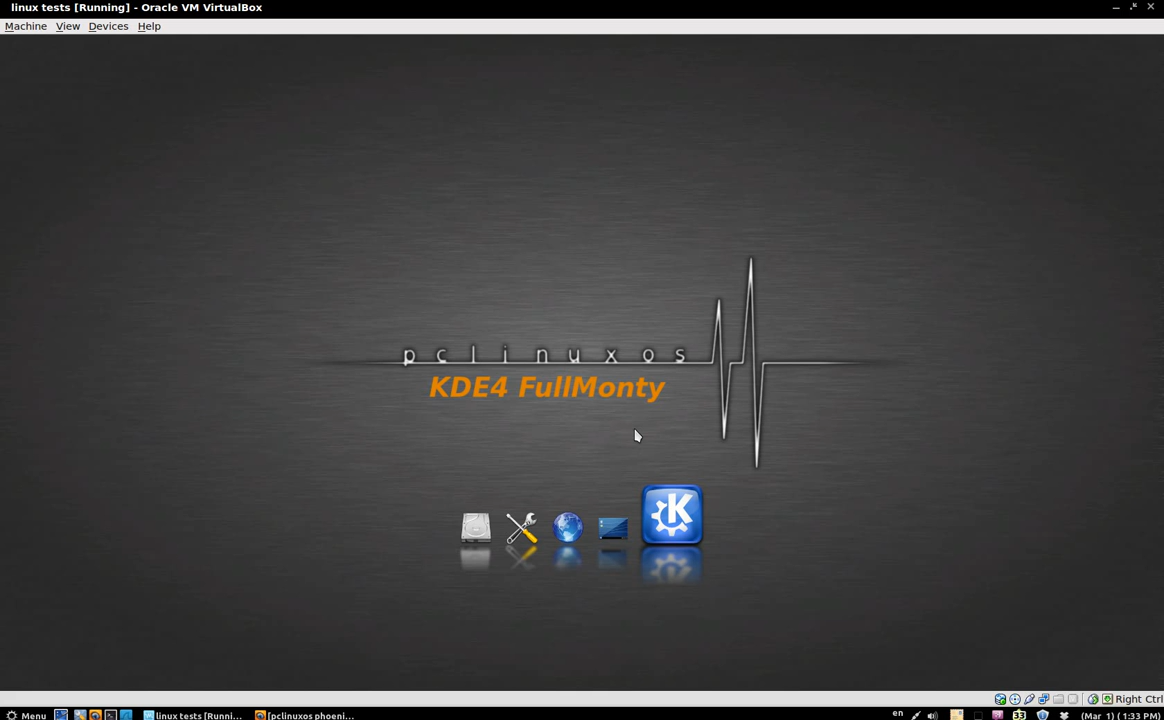 linux tests [Running] - Oracle VM VirtualBox
Machine View Devices Help
pclinuxos
KDE4 FullMonty
Right Ctrl
Menu linux tests [Runni... [pclinuxos phoeni... en 33 (Mar 1) ( 1:33 PM)